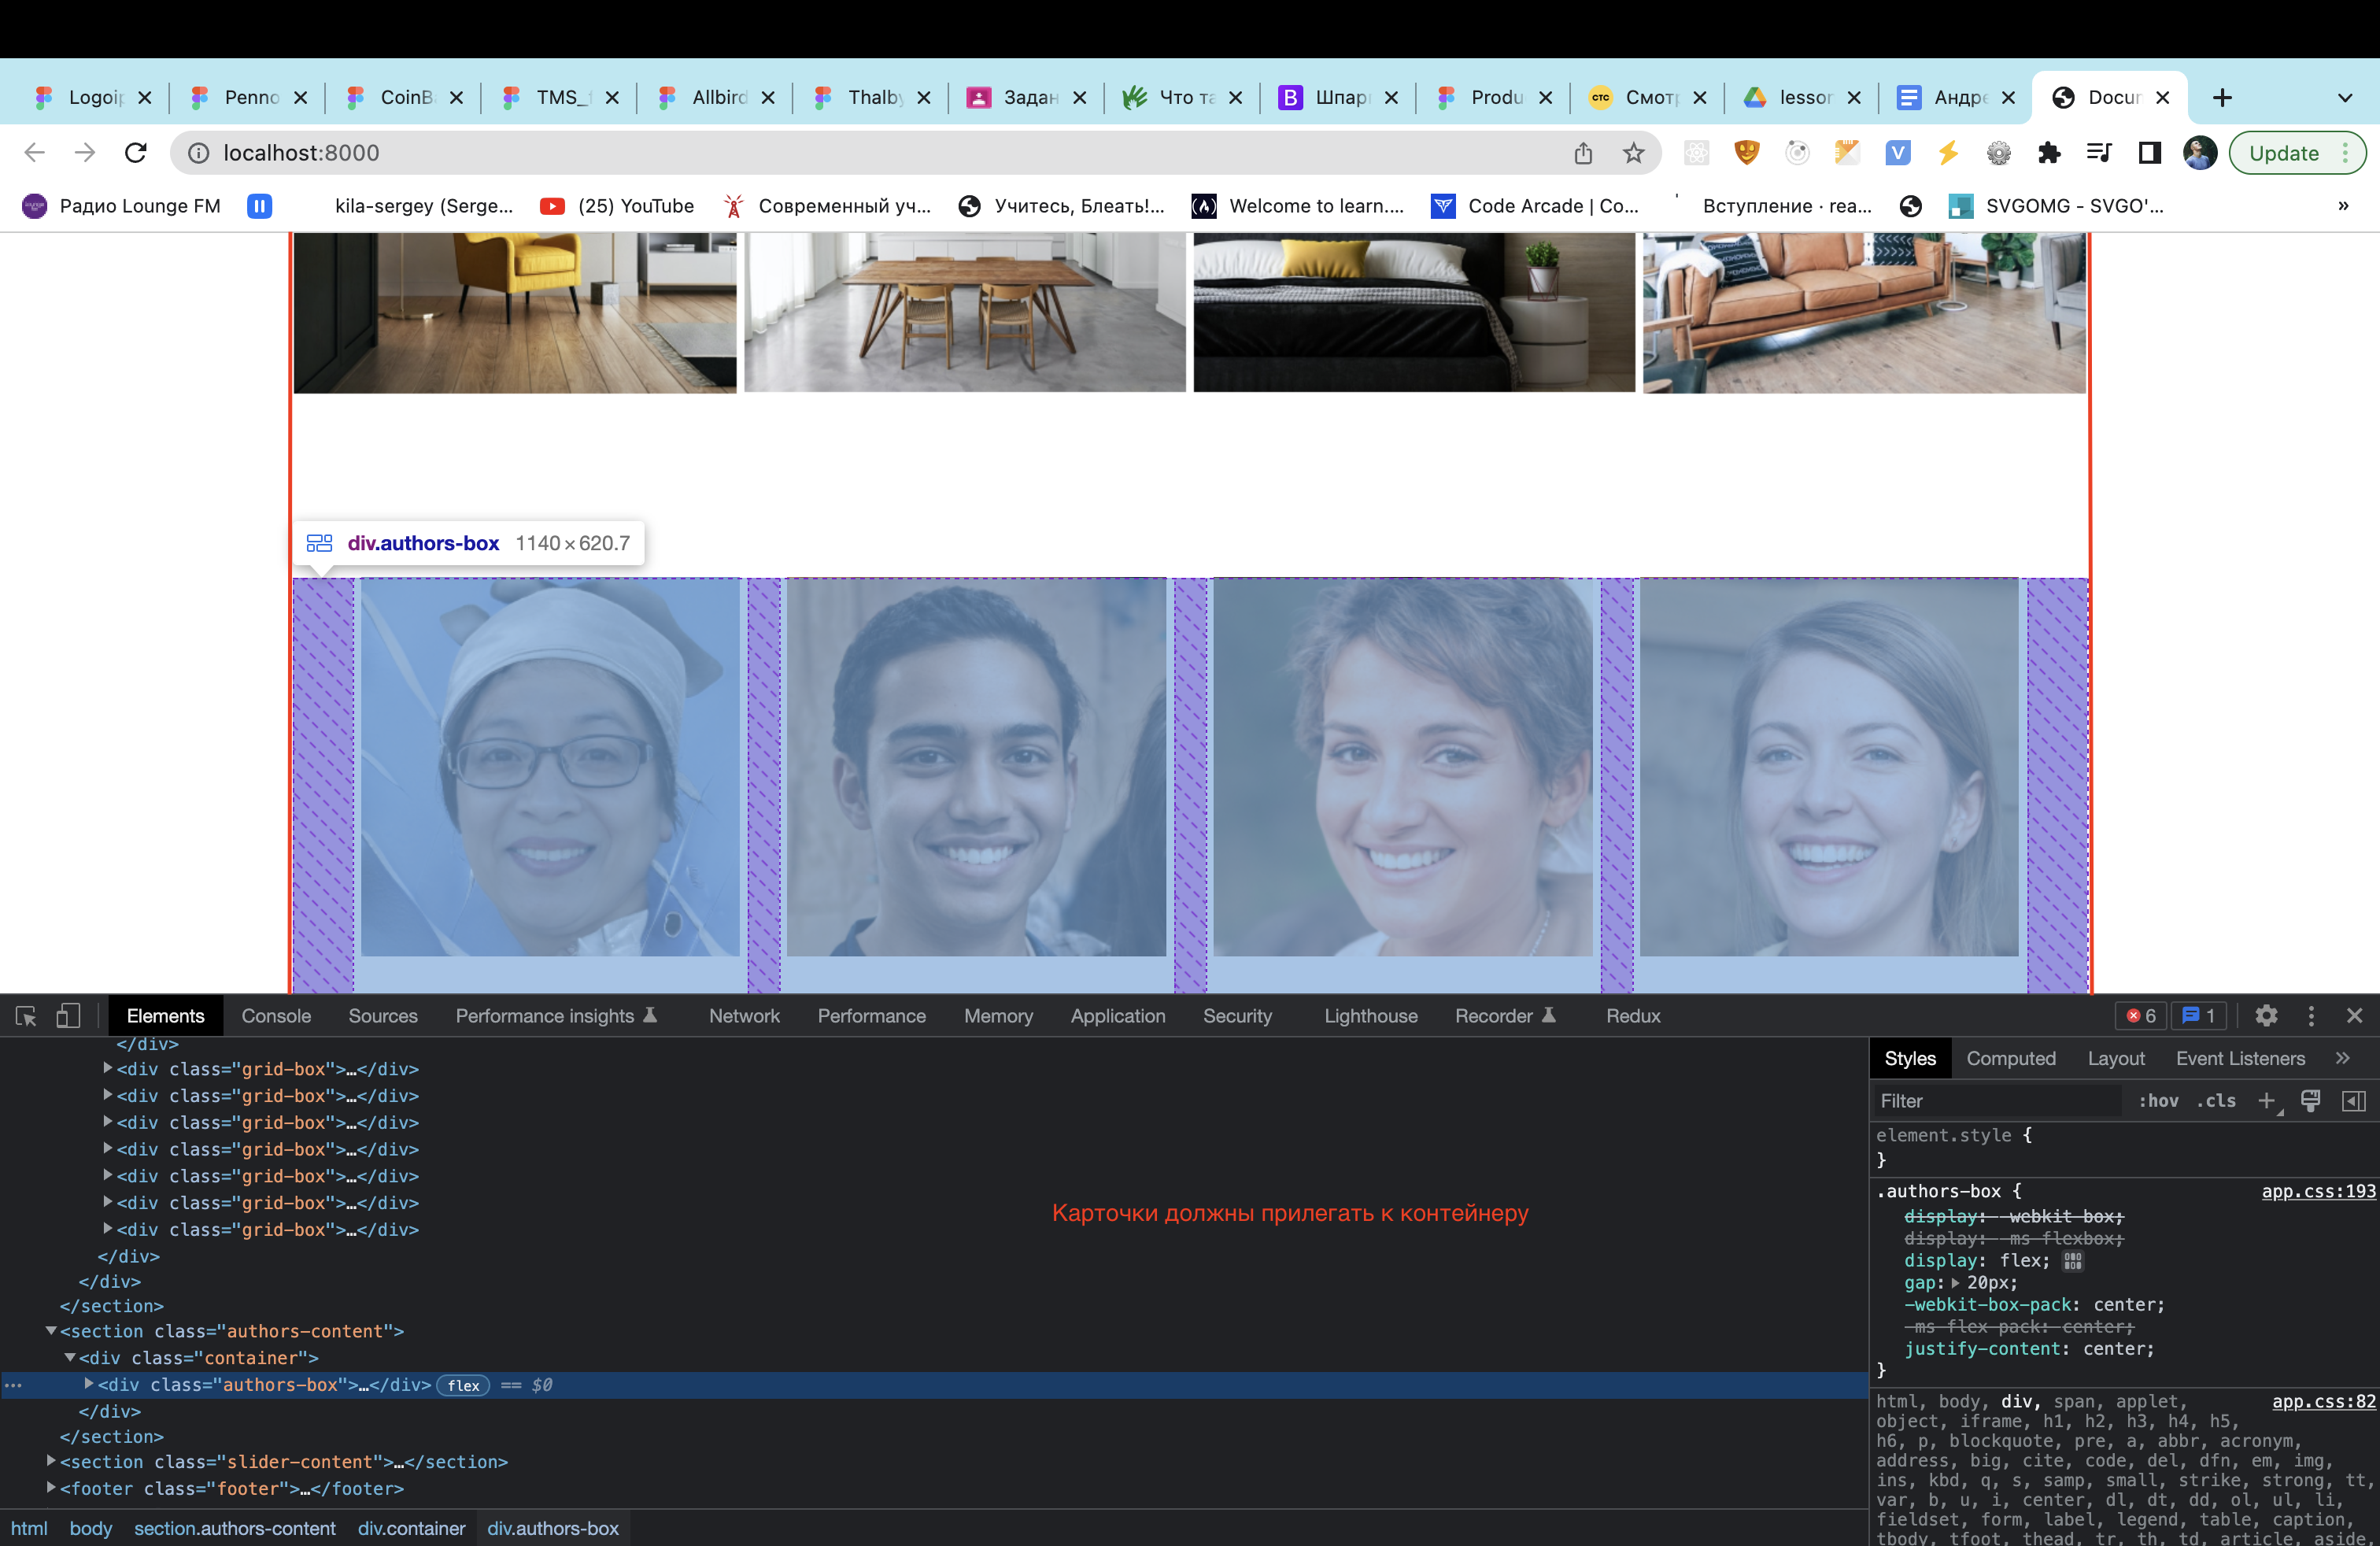 Logoip
Penno
CoinBa
TMS_f
Allbird
Thalby
Задан
Что та
B
Шпарг
Produ
СТС
Смотр
lessor
Андре
Docur
localhost:8000
V
Update
Радио Lounge FM
kila-sergey (Serge...
(25) YouTube
Современный уч...
Учитесь, Блеать!...
Welcome to learn....
Code Arcade | Co...
Вступление · rea...
SVGOMG - SVGO'...
»
div.authors-box 1140×620.7
Elements
Console
Sources
Performance insights
Network
Performance
Memory
Application
Security
Lighthouse
Recorder
Redux
6
1
</div>
<div class="grid-box">…</div>
<div class="grid-box">…</div>
<div class="grid-box">…</div>
<div class="grid-box">…</div>
<div class="grid-box">…</div>
<div class="grid-box">…</div>
<div class="grid-box">…</div>
</div>
</div>
</section>
<section class="authors-content">
<div class="container">
<div class="authors-box">…</div> flex == $0
</div>
</section>
<section class="slider-content">…</section>
<footer class="footer">…</footer>
Карточки должны прилегать к контейнеру
html body section.authors-content div.container div.authors-box
Styles
Computed
Layout
Event Listeners
»
Filter
:hov .cls
element.style {
}
.authors-box { app.css:193
display: -webkit-box;
display: -ms-flexbox;
display: flex;
gap: 20px;
-webkit-box-pack: center;
-ms-flex-pack: center;
justify-content: center;
}
html, body, div, span, applet, app.css:82
object, iframe, h1, h2, h3, h4, h5,
h6, p, blockquote, pre, a, abbr, acronym,
address, big, cite, code, del, dfn, em, img,
ins, kbd, q, s, samp, small, strike, strong, tt,
var, b, u, i, center, dl, dt, dd, ol, ul, li,
fieldset, form, label, legend, table, caption,
tbody, tfoot, thead, tr, th, td, article, aside,